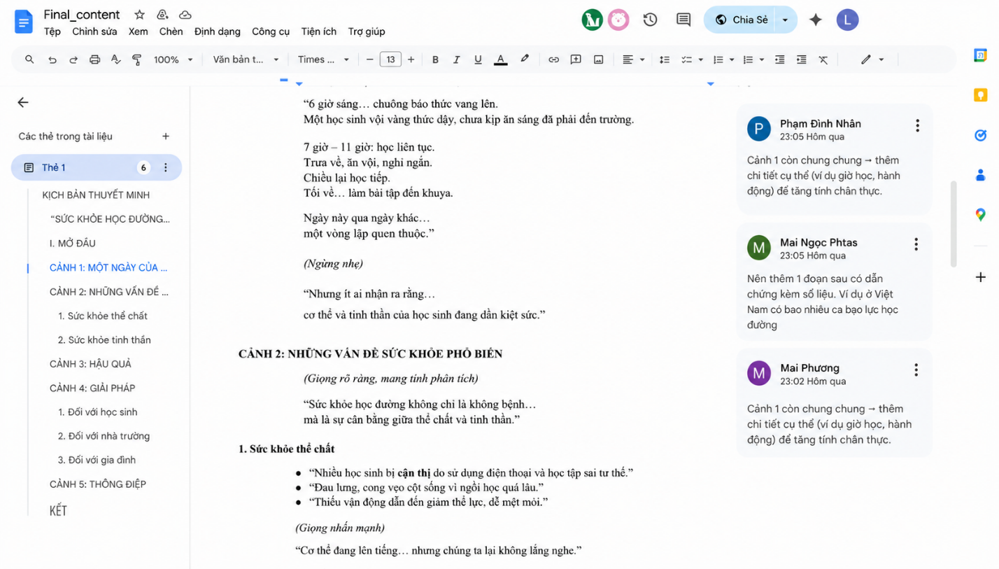 Final_content
Tệp Chỉnh sửa Xem Chèn Định dạng Công cụ Tiện ích Trợ giúp
Chia Sẻ
L
100% Văn bản t... Times ... 13 B I U A
Các thẻ trong tài liệu
Thẻ 1 6
KỊCH BẢN THUYẾT MINH
“SỨC KHỎE HỌC ĐƯỜNG...
I. MỞ ĐẦU
CẢNH 1: MỘT NGÀY CỦA ...
CẢNH 2: NHỮNG VẤN ĐỀ ...
1. Sức khỏe thể chất
2. Sức khỏe tinh thần
CẢNH 3: HẬU QUẢ
CẢNH 4: GIẢI PHÁP
1. Đối với học sinh
2. Đối với nhà trường
3. Đối với gia đình
CẢNH 5: THÔNG ĐIỆP
KẾT
“6 giờ sáng… chuông báo thức vang lên.
Một học sinh vội vàng thức dậy, chưa kịp ăn sáng đã phải đến trường.
7 giờ – 11 giờ: học liên tục.
Trưa về, ăn vội, nghỉ ngắn.
Chiều lại học tiếp.
Tối về… làm bài tập đến khuya.
Ngày này qua ngày khác…
một vòng lặp quen thuộc.”
(Ngừng nhẹ)
“Nhưng ít ai nhận ra rằng…
cơ thể và tinh thần của học sinh đang dần kiệt sức.”
CẢNH 2: NHỮNG VẤN ĐỀ SỨC KHỎE PHỔ BIẾN
(Giọng rõ ràng, mang tính phân tích)
“Sức khỏe học đường không chỉ là không bệnh…
mà là sự cân bằng giữa thể chất và tinh thần.”
1. Sức khỏe thể chất
● “Nhiều học sinh bị cận thị do sử dụng điện thoại và học tập sai tư thế.”
● “Đau lưng, cong vẹo cột sống vì ngồi học quá lâu.”
● “Thiếu vận động dẫn đến giảm thể lực, dễ mệt mỏi.”
(Giọng nhấn mạnh)
“Cơ thể đang lên tiếng… nhưng chúng ta lại không lắng nghe.”
P
Phạm Đình Nhân
23:05 Hôm qua
Cảnh 1 còn chung chung → thêm
chi tiết cụ thể (ví dụ giờ học, hành
động) để tăng tính chân thực.
M
Mai Ngọc Phtas
23:05 Hôm qua
Nên thêm 1 đoạn sau có dẫn
chứng kèm số liệu. Ví dụ ở Việt
Nam có bao nhiêu ca bạo lực học
đường
M
Mai Phương
23:02 Hôm qua
Cảnh 1 còn chung chung → thêm
chi tiết cụ thể (ví dụ giờ học, hành
động) để tăng tính chân thực.